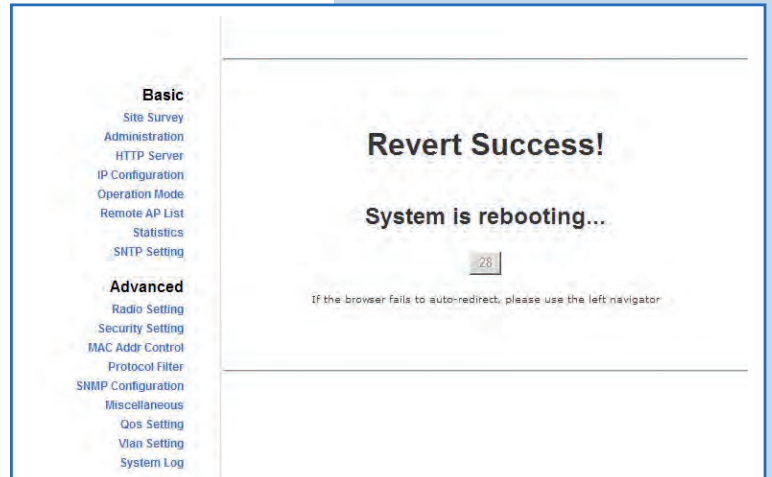 Basic
Site Survey
Administration
HTTP Server
IP Configuration
Operation Mode
Remote AP List
Statistics
SNTP Setting
Advanced
Radio Setting
Security Setting
MAC Addr Control
Protocol Filter
SNMP Configuration
Miscellaneous
Qos Setting
Vlan Setting
System Log
Revert Success!
System is rebooting...
28
If the browser fails to auto-redirect, please use the left navigator